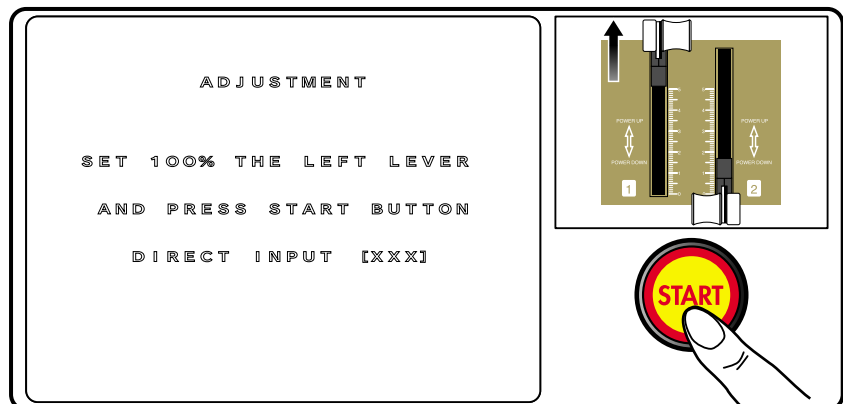 ADJUSTMENT
SET 100% THE LEFT LEVER
AND PRESS START BUTTON
DIRECT INPUT [XXX]
POWER UP
POWER DOWN
1
POWER UP
POWER DOWN
2
START